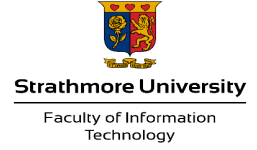 Strathmore University
Faculty of Information
Technology